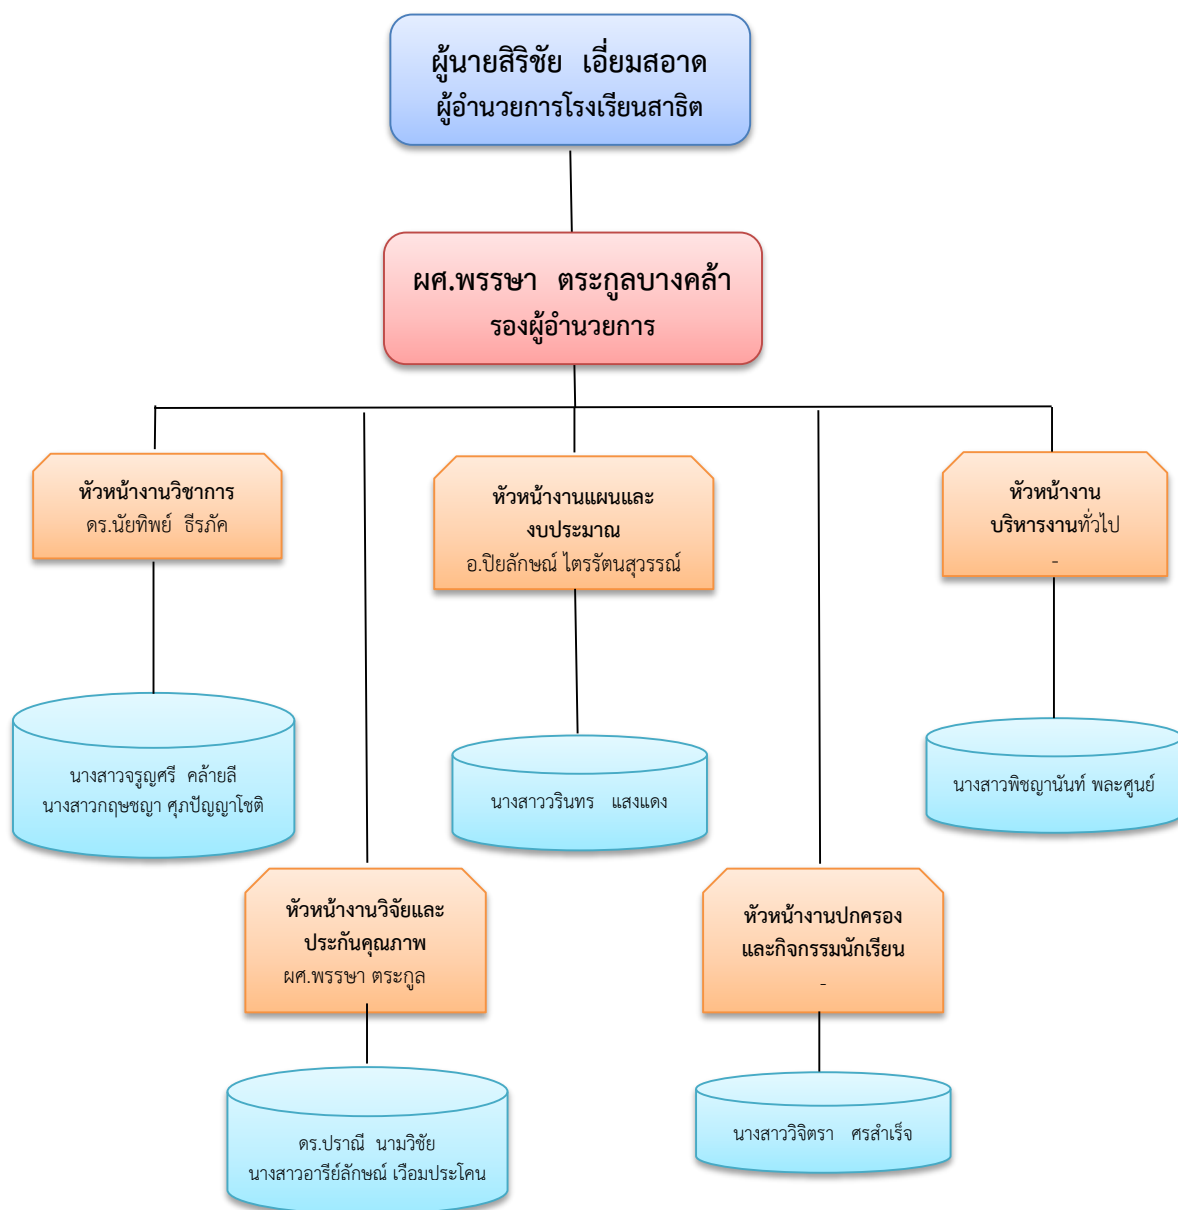 ผู้นายสิริชัย เอี่ยมสอาด
ผู้อำนวยการโรงเรียนสาธิต
ผศ.พรรษา ตระกูลบางคล้า
รองผู้อำนวยการ
หัวหน้างานวิชาการ
ดร.นัยทิพย์ ธีรภัค
หัวหน้างานแผนและ
งบประมาณ
อ.ปิยลักษณ์ ไตรรัตนสุวรรณ์
หัวหน้างาน
บริหารงานทั่วไป
-
นางสาวจรูญศรี คล้ายลี
นางสาวกฤษชญา ศุภปัญญาโชติ
นางสาววรินทร แสงแดง
นางสาวพิชญานันท์ พละศูนย์
หัวหน้างานวิจัยและ
ประกันคุณภาพ
ผศ.พรรษา ตระกูล
หัวหน้างานปกครอง
และกิจกรรมนักเรียน
-
ดร.ปราณี นามวิชัย
นางสาวอารีย์ลักษณ์ เวือมประโคน
นางสาววิจิตรา ศรสำเร็จ